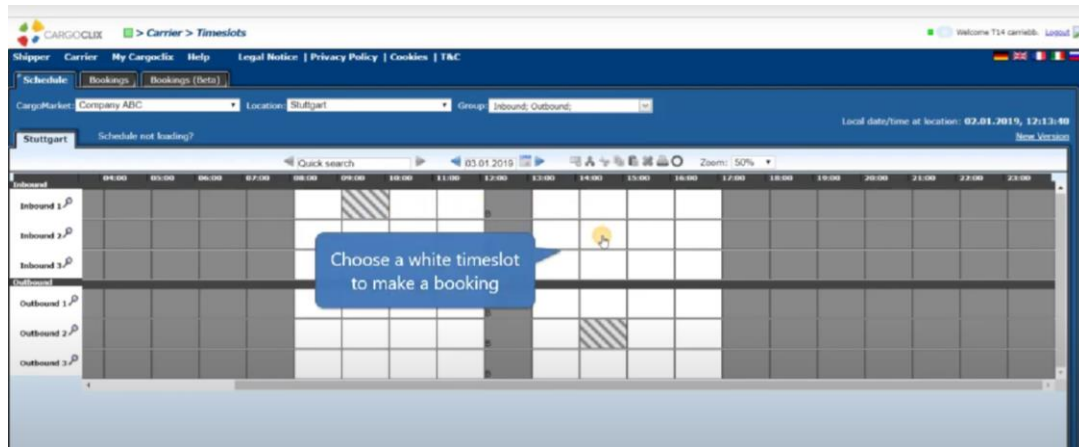 CARGOCLIX > Carrier > Timeslots
Welcome T14 carriebb. Logout
Shipper Carrier My Cargoclix Help Legal Notice | Privacy Policy | Cookies | T&C
Schedule Bookings Bookings (Beta)
CargoMarket: Company ABC Location: Stuttgart Group: Inbound; Outbound;
Local date/time at location: 02.01.2019, 12:13:40
Stuttgart Schedule not loading? New Version
Quick search 03.01.2019 Zoom: 50%
04:00 05:00 06:00 07:00 08:00 09:00 10:00 11:00 12:00 13:00 14:00 15:00 16:00 17:00 18:00 19:00 20:00 21:00 22:00 23:00
Inbound
Inbound 1
Inbound 2
Inbound 3
Choose a white timeslot
to make a booking
Outbound
Outbound 1
Outbound 2
Outbound 3